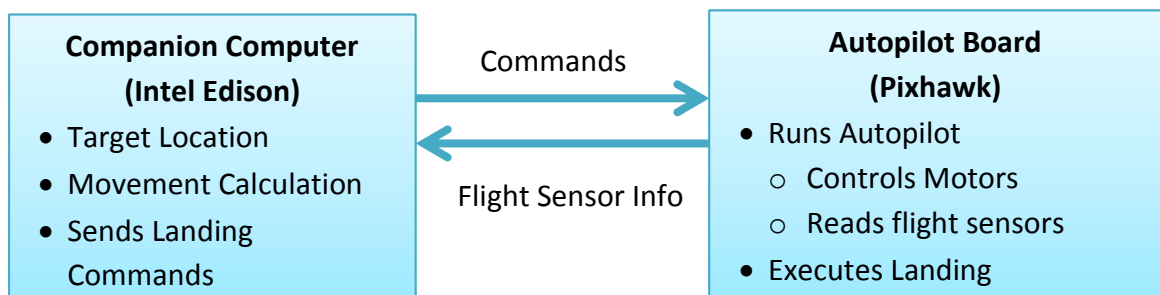 Companion Computer
(Intel Edison)
• Target Location
• Movement Calculation
• Sends Landing
Commands
Commands
Flight Sensor Info
Autopilot Board
(Pixhawk)
• Runs Autopilot
o Controls Motors
o Reads flight sensors
• Executes Landing